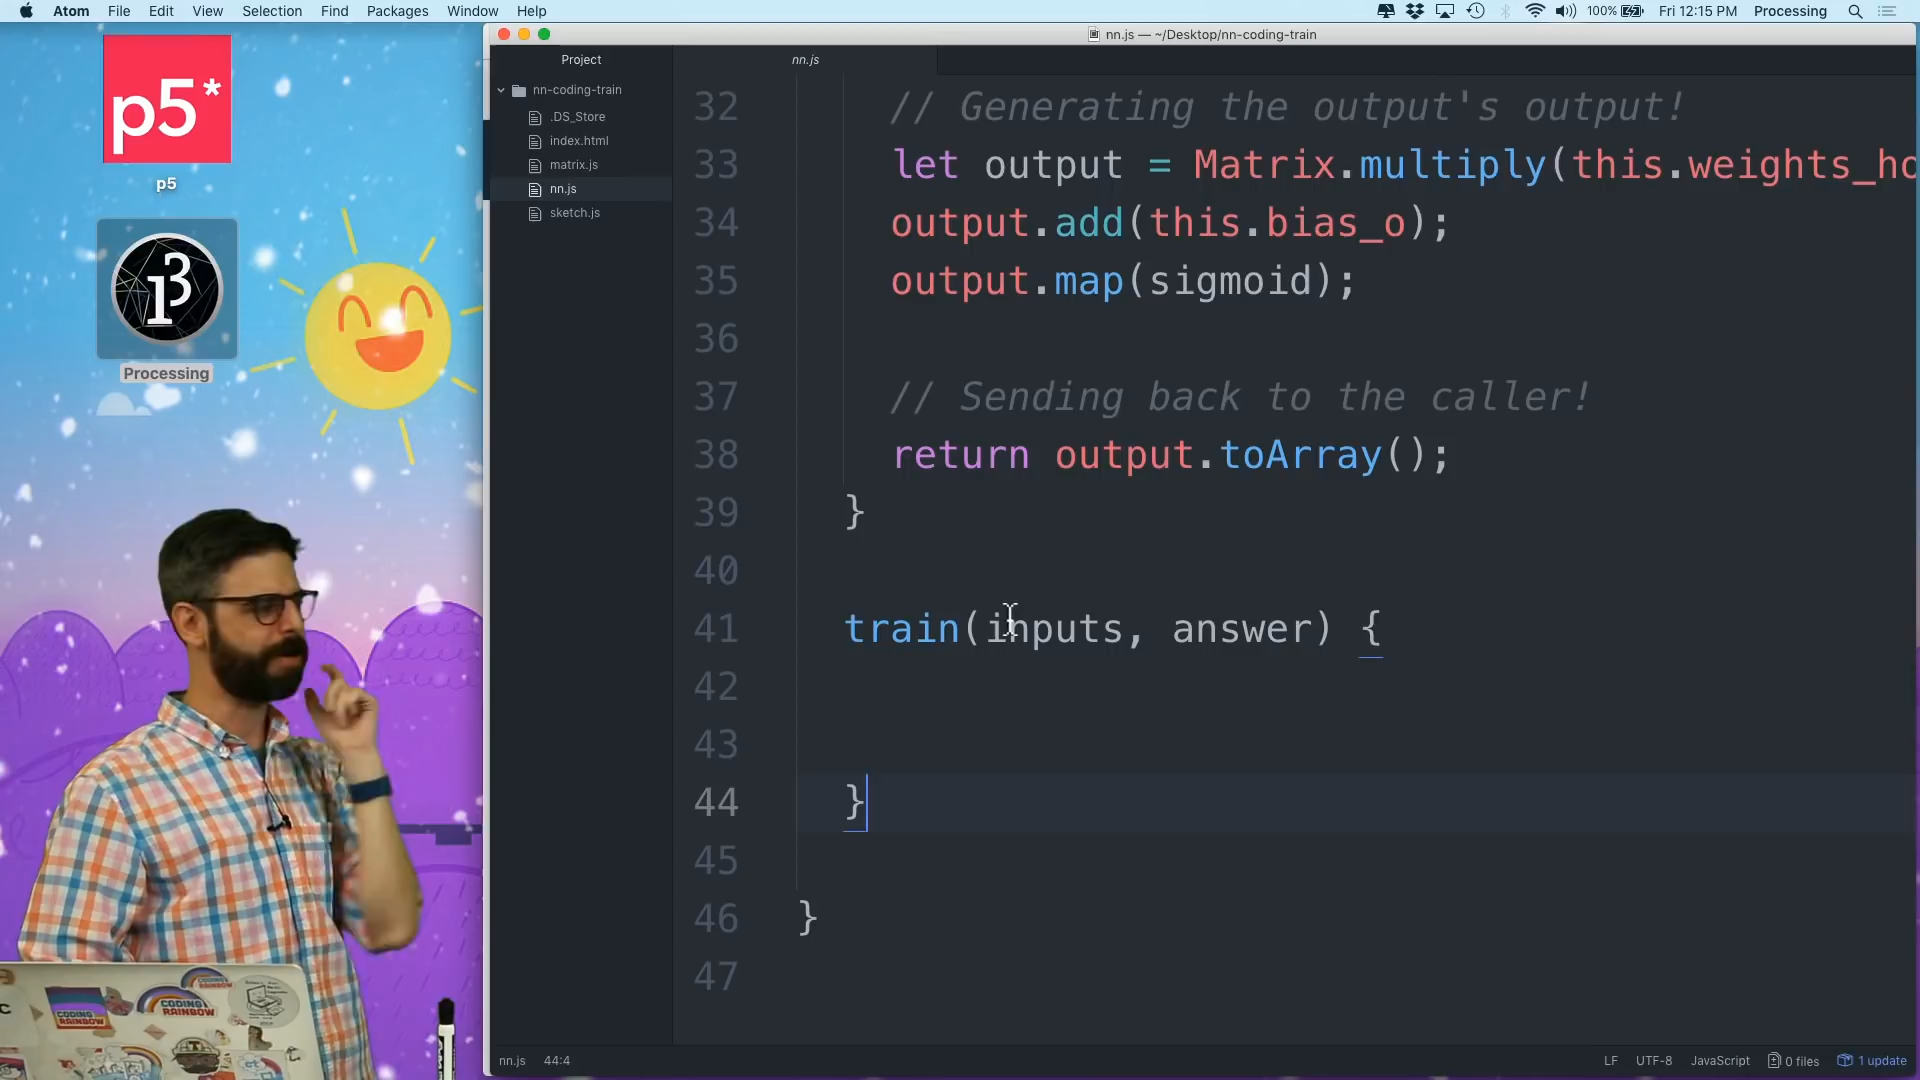 Atom File Edit View Selection Find Packages Window Help
100% Fri 12:15 PM Processing
p5*
p5
Processing
nn.js — ~/Desktop/nn-coding-train
Project
nn-coding-train
.DS_Store
index.html
matrix.js
nn.js
sketch.js
nn.js
32 // Generating the output's output!
33 let output = Matrix.multiply(this.weights_ho
34 output.add(this.bias_o);
35 output.map(sigmoid);
36
37 // Sending back to the caller!
38 return output.toArray();
39 }
40
41 train(inputs, answer) {
42
43
44 }
45
46 }
47
CODING
RAINBOW
CODING
RAINBOW
nn.js 44:4
LF UTF-8 JavaScript 0 files 1 update